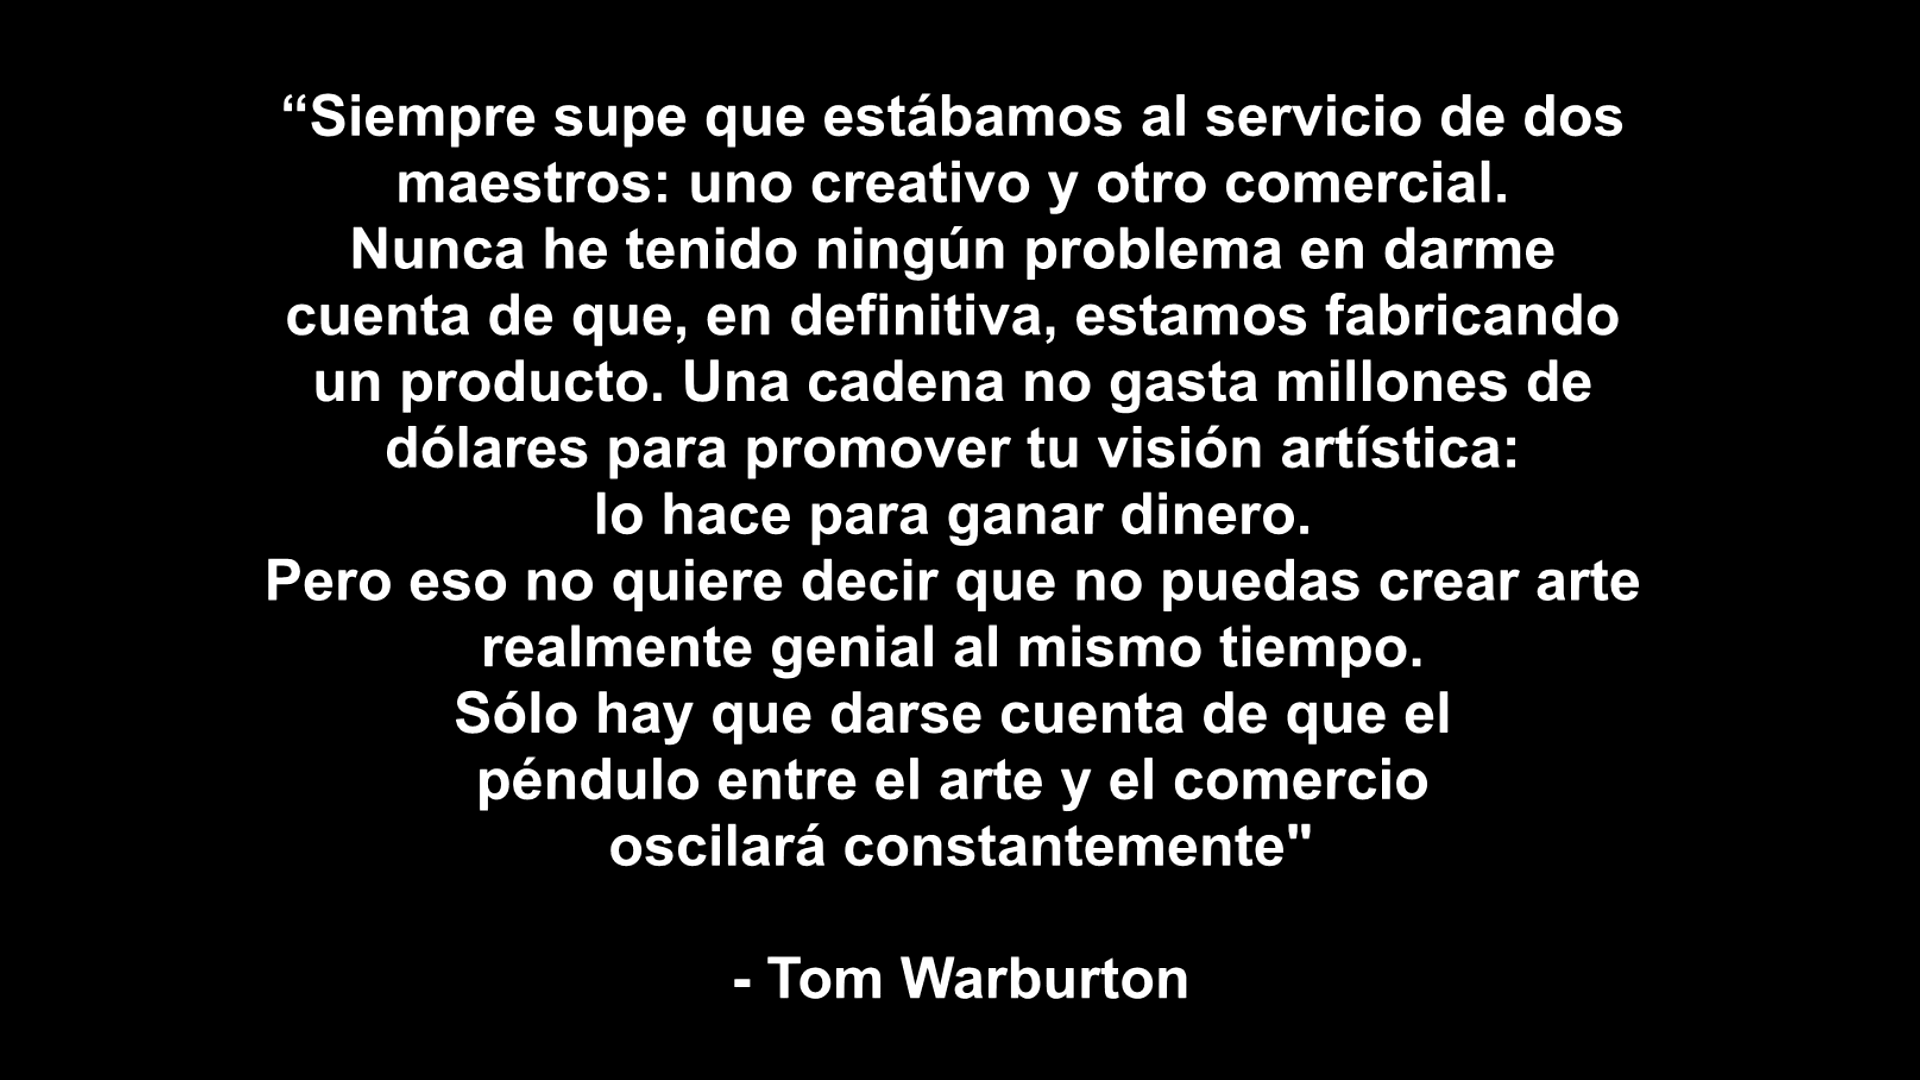 “Siempre supe que estábamos al servicio de dos
maestros: uno creativo y otro comercial.
Nunca he tenido ningún problema en darme
cuenta de que, en definitiva, estamos fabricando
un producto. Una cadena no gasta millones de
dólares para promover tu visión artística:
lo hace para ganar dinero.
Pero eso no quiere decir que no puedas crear arte
realmente genial al mismo tiempo.
Sólo hay que darse cuenta de que el
péndulo entre el arte y el comercio
oscilará constantemente"
- Tom Warburton